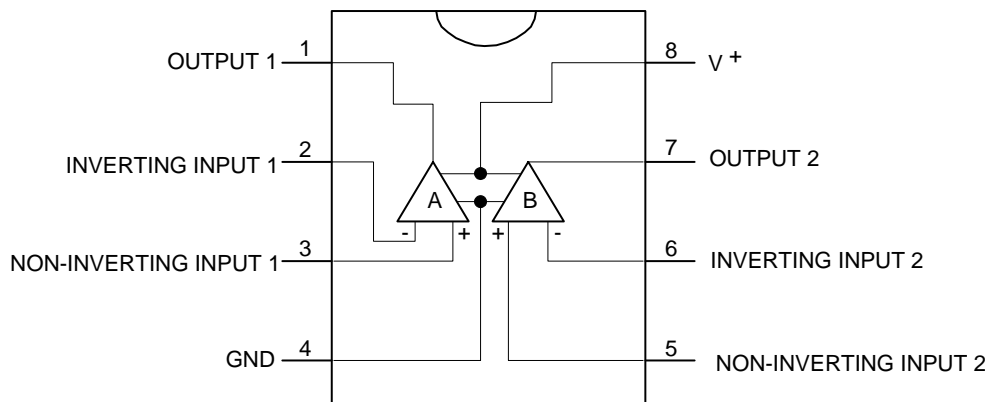 1
OUTPUT 1
8
V +
2
INVERTING INPUT 1
7
OUTPUT 2
A
B
- + + -
3
NON-INVERTING INPUT 1
6
INVERTING INPUT 2
4
GND
5
NON-INVERTING INPUT 2